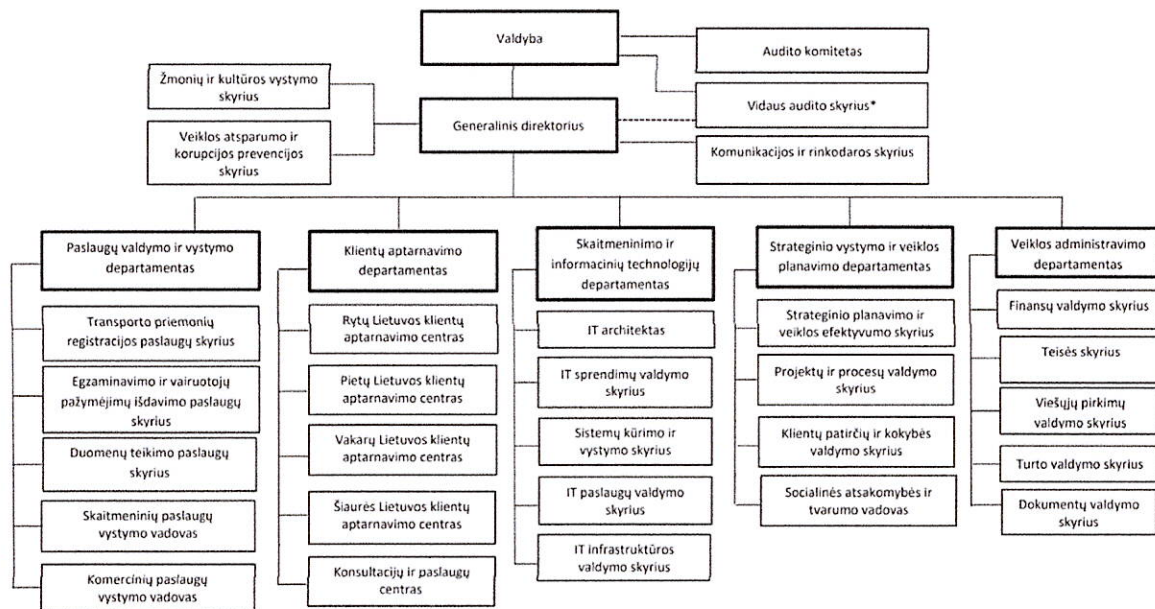 Valdyba
Audito komitetas
Žmonių ir kultūros vystymo
skyrius
Vidaus audito skyrius*
Generalinis direktorius
Veiklos atsparumo ir
korupcijos prevencijos
skyrius
Komunikacijos ir rinkodaros skyrius
Paslaugų valdymo ir vystymo
departamentas
Transporto priemonių
registracijos paslaugų skyrius
Egzaminavimo ir vairuotojų
pažymėjimų išdavimo paslaugų
skyrius
Duomenų teikimo paslaugų
skyrius
Skaitmeninių paslaugų
vystymo vadovas
Komercinių paslaugų
vystymo vadovas
Klientų aptarnavimo
departamentas
Rytų Lietuvos klientų
aptarnavimo centras
Pietų Lietuvos klientų
aptarnavimo centras
Vakarų Lietuvos klientų
aptarnavimo centras
Šiaurės Lietuvos klientų
aptarnavimo centras
Konsultacijų ir paslaugų
centras
Skaitmeninimo ir
informacinių technologijų
departamentas
IT architektas
IT sprendimų valdymo
skyrius
Sistemų kūrimo ir
vystymo skyrius
IT paslaugų valdymo
skyrius
IT infrastruktūros
valdymo skyrius
Strateginio vystymo ir veiklos
planavimo departamentas
Strateginio planavimo ir
veiklos efektyvumo skyrius
Projektų ir procesų valdymo
skyrius
Klientų patirčių ir kokybės
valdymo skyrius
Socialinės atsakomybės ir
tvarumo vadovas
Veiklos administravimo
departamentas
Finansų valdymo skyrius
Teisės skyrius
Viešųjų pirkimų
valdymo skyrius
Turto valdymo skyrius
Dokumentų valdymo
skyrius